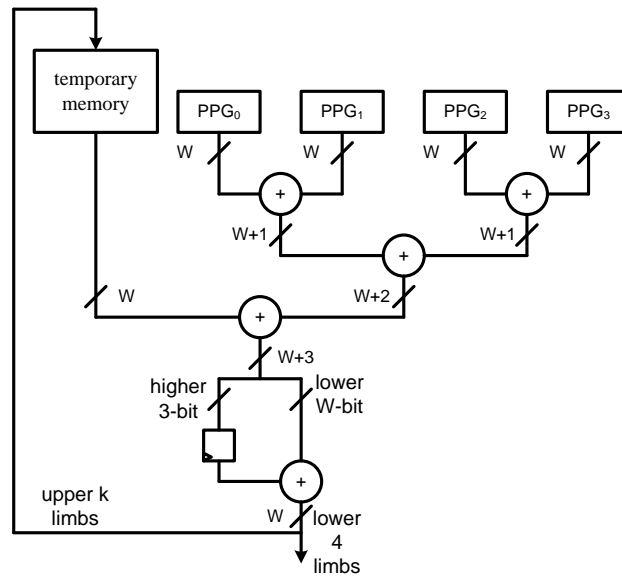 temporary
memory
PPG₀
PPG₁
PPG₂
PPG₃
W
W
W
W
+
+
W+1
W+1
+
W
W+2
+
W+3
higher
3-bit
lower
W-bit
+
upper k
limbs
W
lower
4
limbs